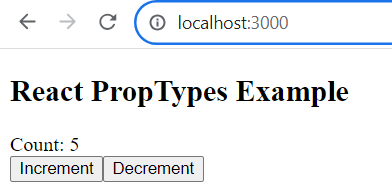 localhost:3000
React PropTypes Example
Count: 5
Increment Decrement